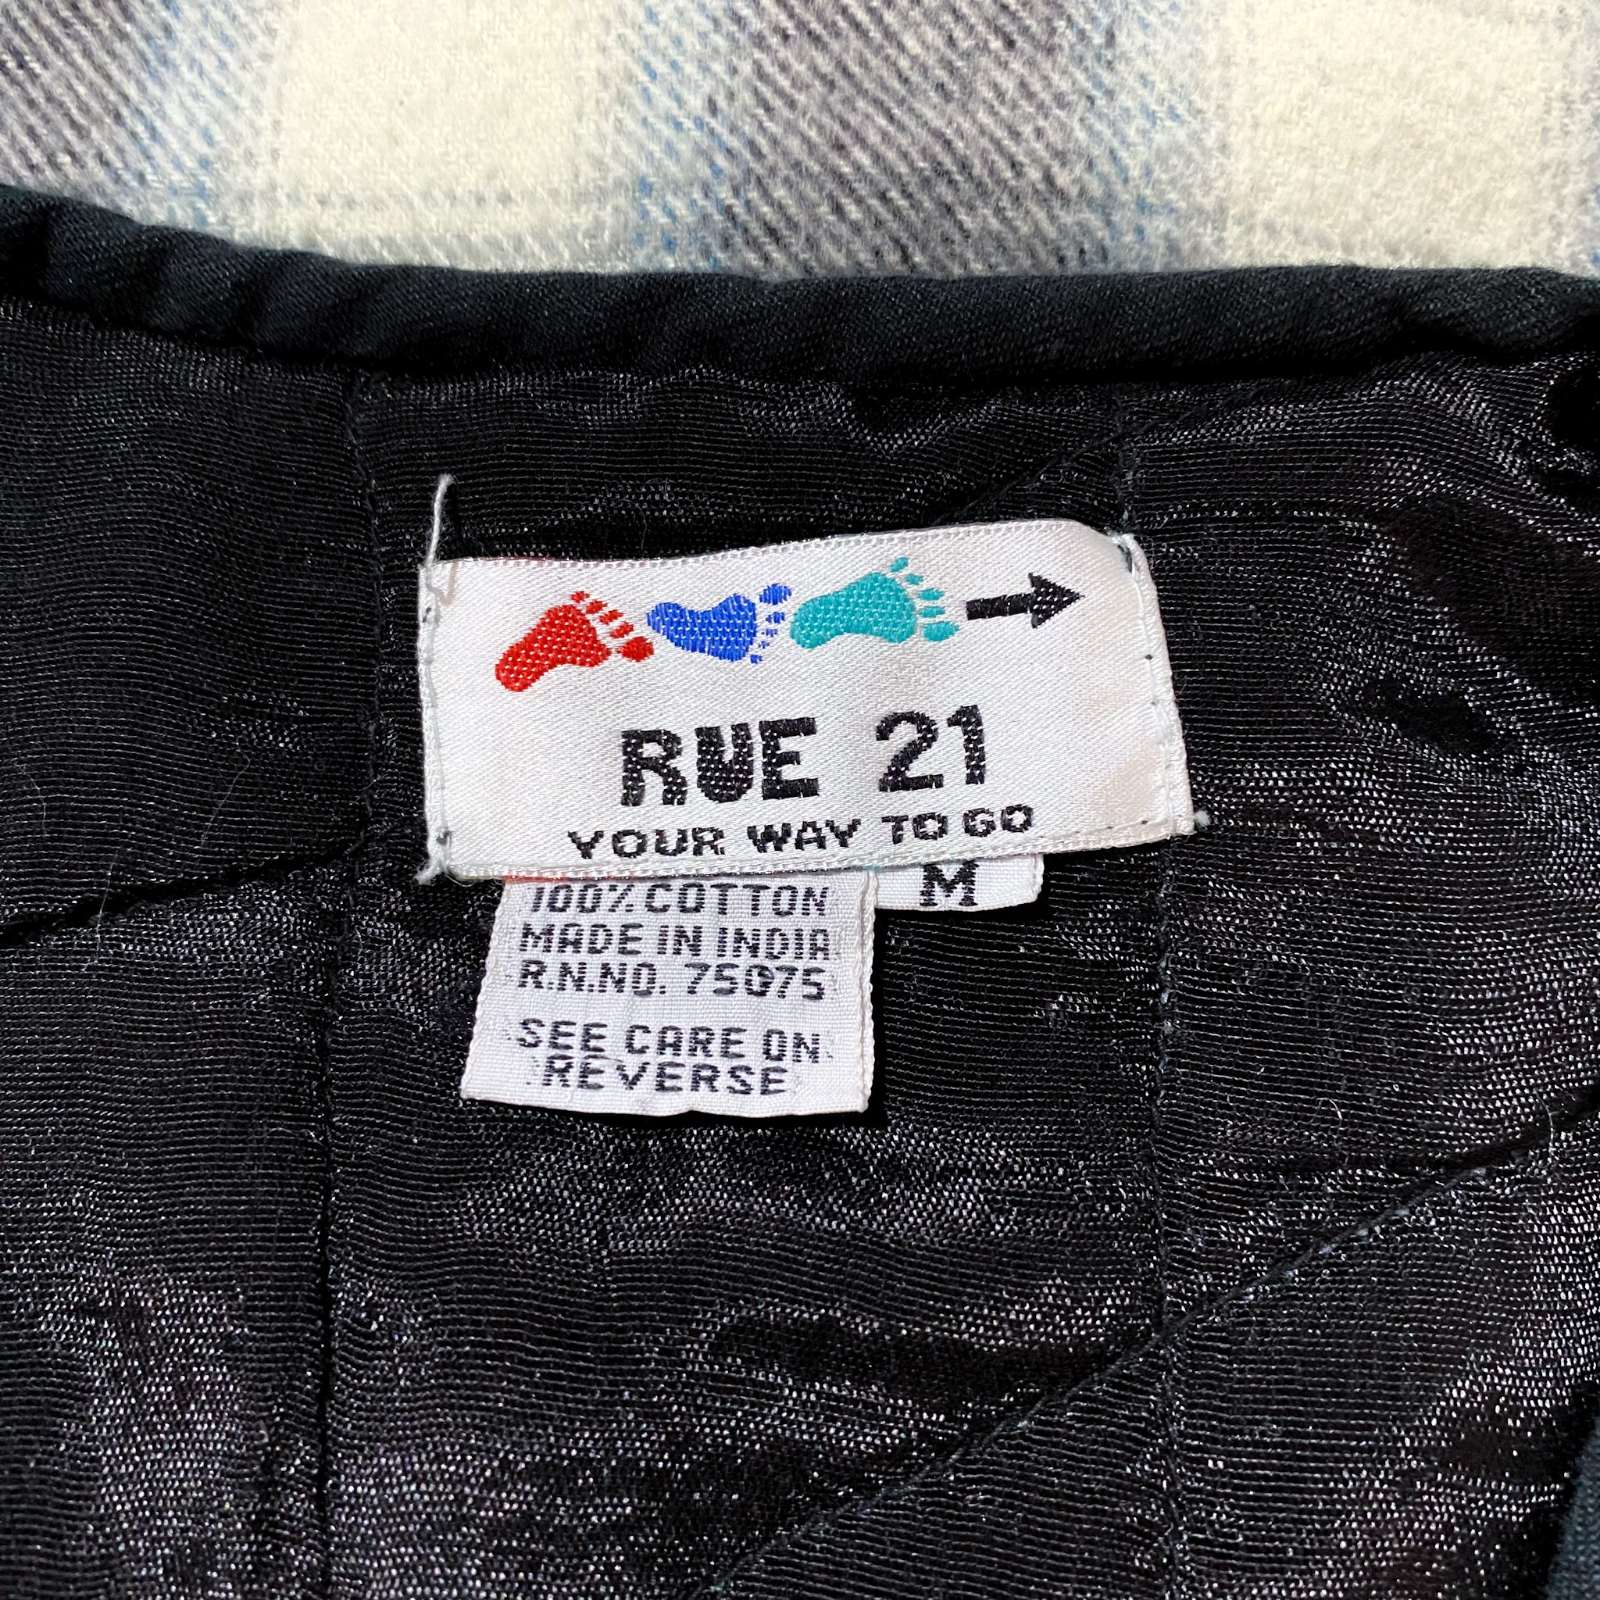 RUE 21
YOUR WAY TO GO
M
100% COTTON
MADE IN INDIA
R.N.NO. 75075
SEE CARE ON
REVERSE